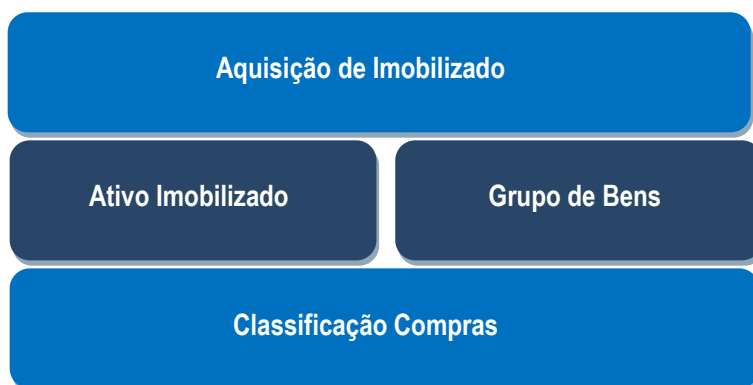 Aquisição de Imobilizado
Ativo Imobilizado
Grupo de Bens
Classificação Compras